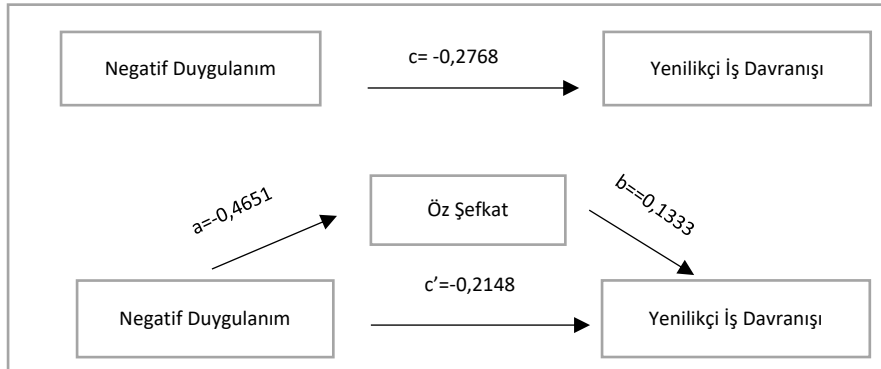 Negatif Duygulanım
c= -0,2768
Yenilikçi İş Davranışı
a=-0,4651
Öz Şefkat
b==0,1333
Negatif Duygulanım
c’=-0,2148
Yenilikçi İş Davranışı